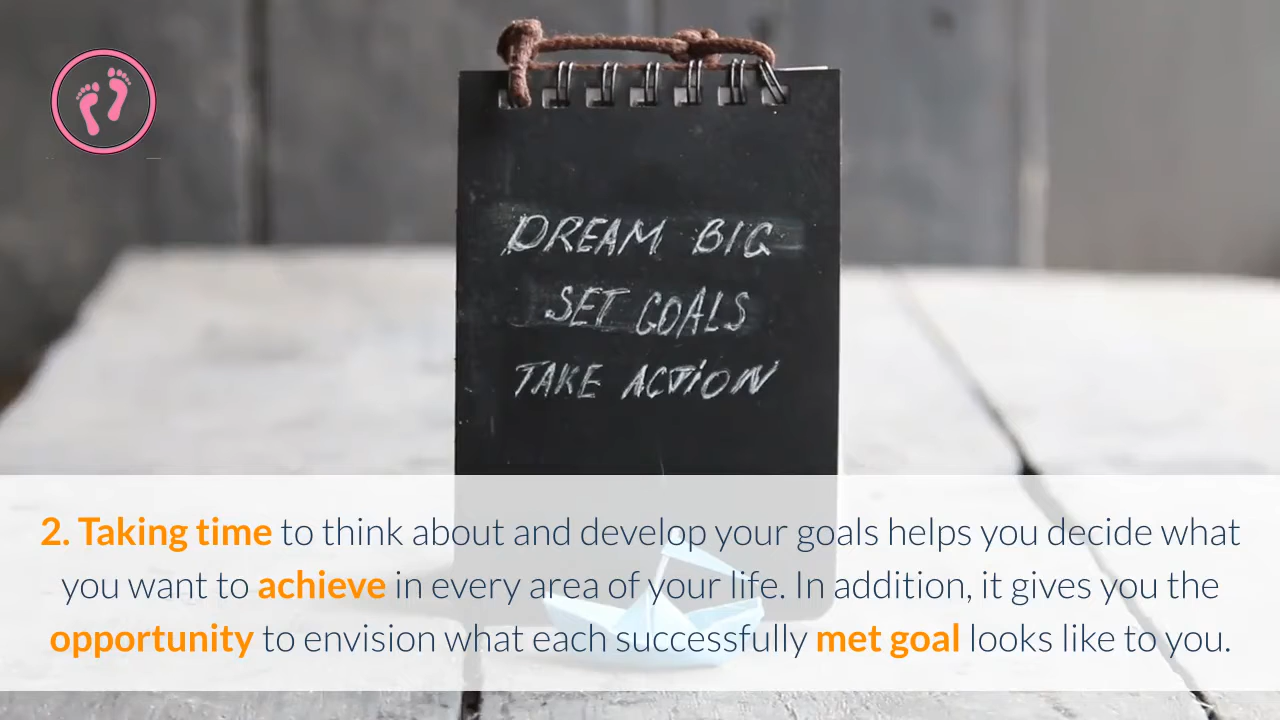 DREAM BIG
SET GOALS
TAKE ACTION
2. Taking time to think about and develop your goals helps you decide what
you want to achieve in every area of your life. In addition, it gives you the
opportunity to envision what each successfully met goal looks like to you.